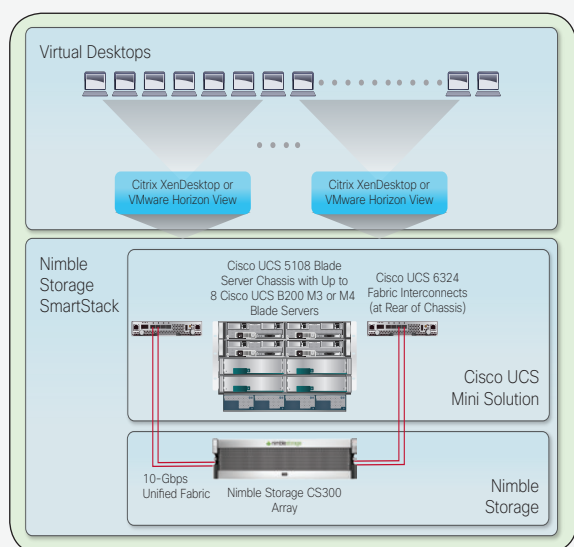 Virtual Desktops
Citrix XenDesktop or
VMware Horizon View
Citrix XenDesktop or
VMware Horizon View
Nimble
Storage
SmartStack
Cisco UCS 5108 Blade
Server Chassis with Up to
8 Cisco UCS B200 M3 or M4
Blade Servers
Cisco UCS 6324
Fabric Interconnects
(at Rear of Chassis)
Cisco UCS
Mini Solution
nimblestorage
10-Gbps
Unified Fabric
Nimble Storage CS300
Array
Nimble
Storage